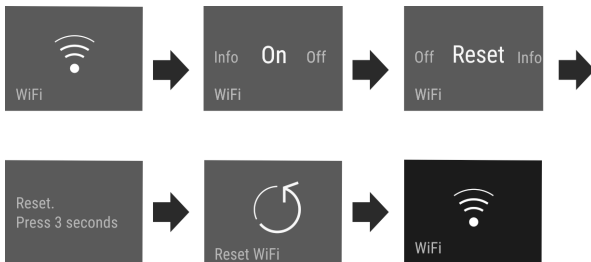 WiFi
Info On Off
WiFi
Off Reset Info
WiFi
Reset.
Press 3 seconds
Reset WiFi
WiFi